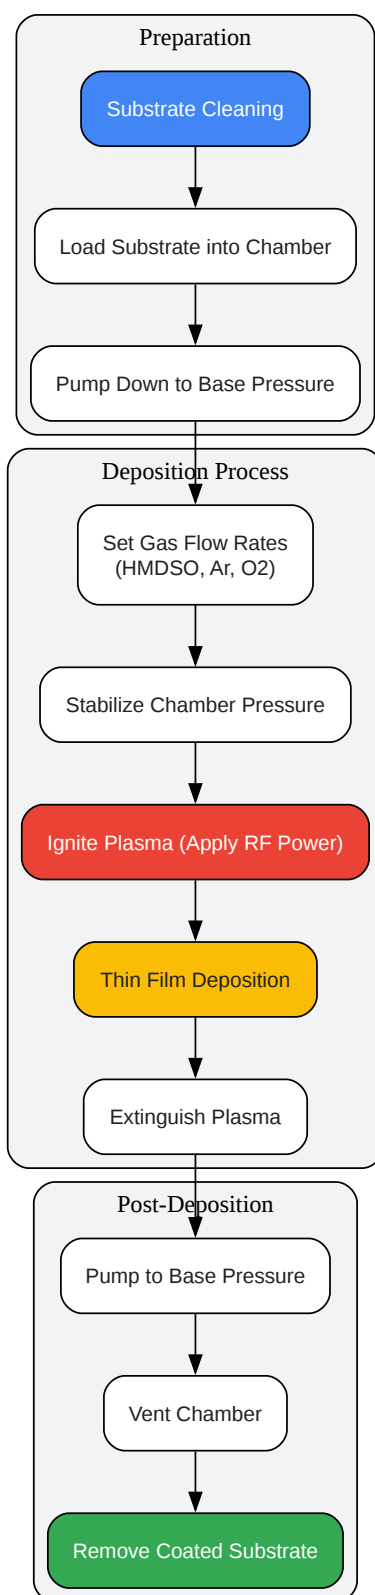 Preparation
Substrate Cleaning
Load Substrate into Chamber
Pump Down to Base Pressure
Deposition Process
Set Gas Flow Rates
(HMDSO, Ar, O2)
Stabilize Chamber Pressure
Ignite Plasma (Apply RF Power)
Thin Film Deposition
Extinguish Plasma
Post-Deposition
Pump to Base Pressure
Vent Chamber
Remove Coated Substrate